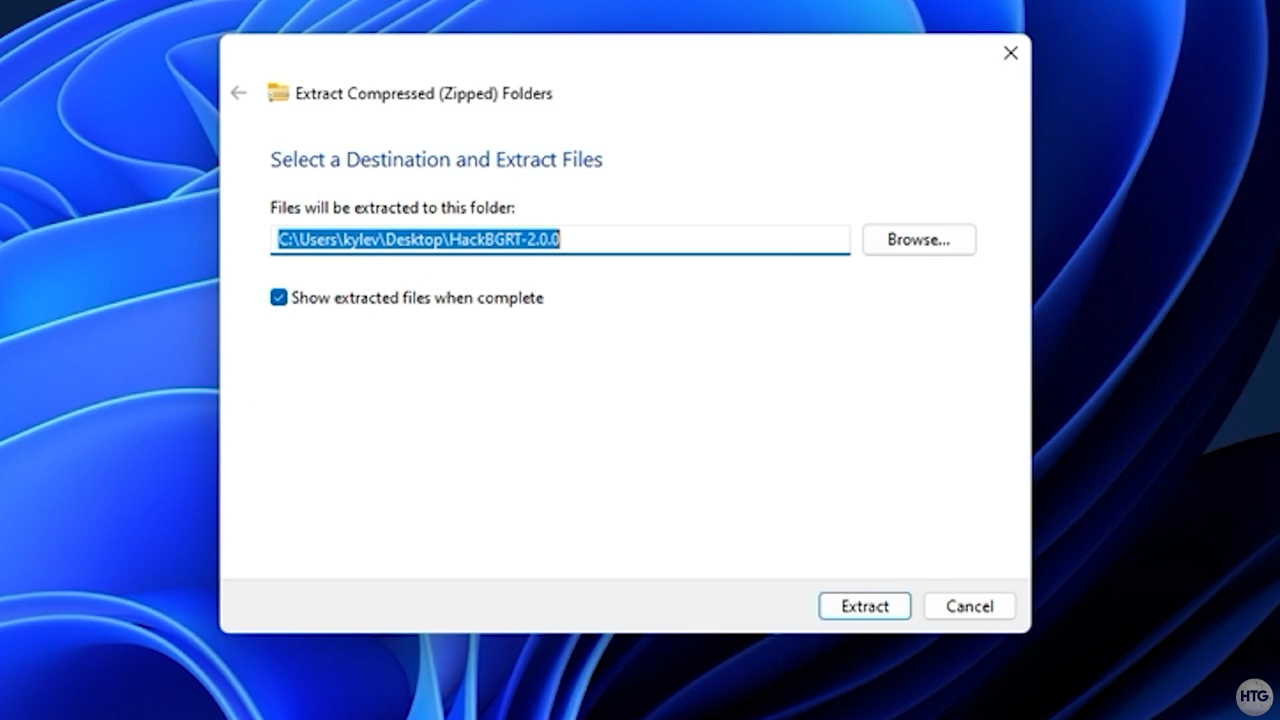 Extract Compressed (Zipped) Folders
Select a Destination and Extract Files
Files will be extracted to this folder:
C:\Users\kylev\Desktop\HackBGRT-2.0.0
Browse...
Show extracted files when complete
Extract
Cancel
HTG